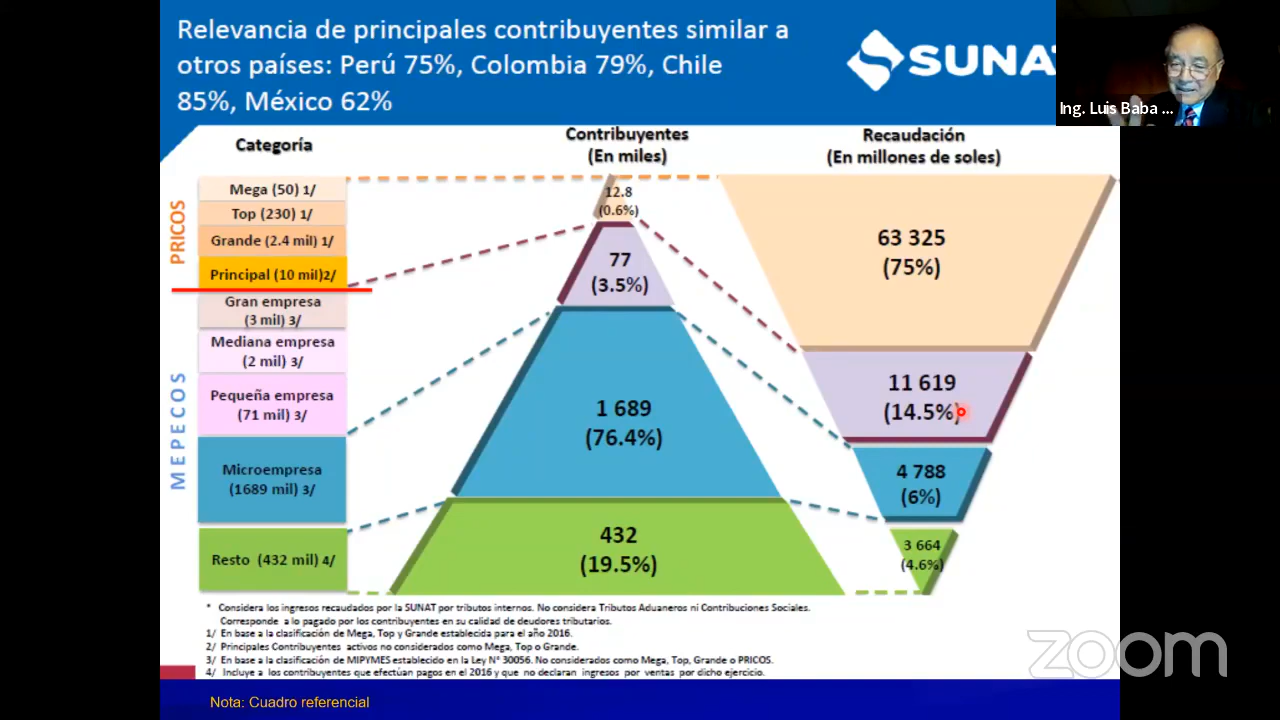 Relevancia de principales contribuyentes similar a
otros países: Perú 75%, Colombia 79%, Chile
85%, México 62%
SUNAT
Ing. Luis Baba ...
Categoría
Contribuyentes
(En miles)
Recaudación
(En millones de soles)
PRICOS
Mega (50) 1/
Top (230) 1/
Grande (2.4 mil) 1/
Principal (10 mil)2/
MEPECOS
Gran empresa
(3 mil) 3/
Mediana empresa
(2 mil) 3/
Pequeña empresa
(71 mil) 3/
Microempresa
(1689 mil) 3/
Resto (432 mil) 4/
12.8
(0.6%)
77
(3.5%)
1 689
(76.4%)
432
(19.5%)
63 325
(75%)
11 619
(14.5%)
4 788
(6%)
3 664
(4.6%)
* Considera los ingresos recaudados por la SUNAT por tributos internos. No considera Tributos Aduaneros ni Contribuciones Sociales.
Corresponde a lo pagado por los contribuyentes en su calidad de deudores tributarios.
1/ En base a la clasificación de Mega, Top y Grande establecida para el año 2016.
2/ Principales Contribuyentes activos no considerados como Mega, Top o Grande.
3/ En base a la clasificación de MIPYMES establecido en la Ley N° 30056. No considerados como Mega, Top, Grande o PRICOS.
4/ Incluye a los contribuyentes que efectúan pagos en el 2016 y que no declaran ingresos por ventas por dicho ejercicio.
zoom
Nota: Cuadro referencial